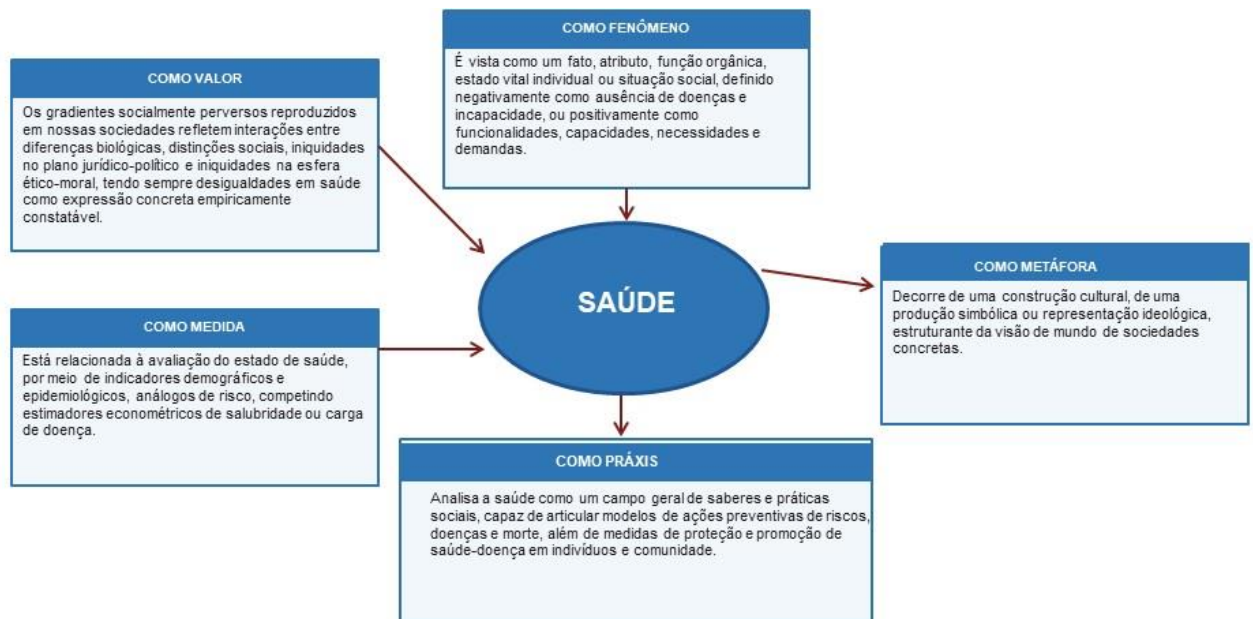 COMO FENÔMENO
É vista como um fato, atributo, função orgânica,
estado vital individual ou situação social, definido
negativamente como ausência de doenças e
incapacidade, ou positivamente como
funcionalidades, capacidades, necessidades e
demandas.
COMO VALOR
Os gradientes socialmente perversos reproduzidos
em nossas sociedades refletem interações entre
diferenças biológicas, distinções sociais, iniquidades
no plano jurídico-político e iniquidades na esfera
ético-moral, tendo sempre desigualdades em saúde
como expressão concreta empiricamente
constatável.
SAÚDE
COMO METÁFORA
Decorre de uma construção cultural, de uma
produção simbólica ou representação ideológica,
estruturante da visão de mundo de sociedades
concretas.
COMO MEDIDA
Está relacionada à avaliação do estado de saúde,
por meio de indicadores demográficos e
epidemiológicos, análogos de risco, competindo
estimadores econométricos de salubridade ou carga
de doença.
COMO PRÁXIS
Analisa a saúde como um campo geral de saberes e práticas
sociais, capaz de articular modelos de ações preventivas de riscos,
doenças e morte, além de medidas de proteção e promoção de
saúde-doença em indivíduos e comunidade.